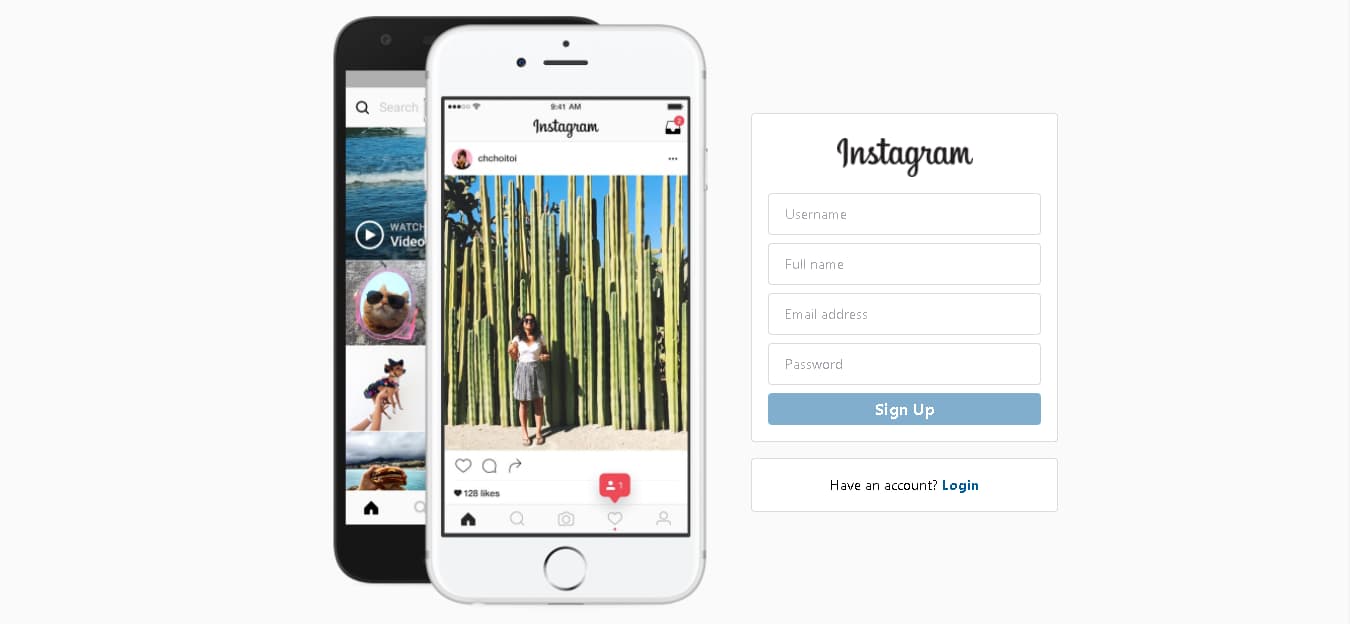 Search
WATCH
Video
9:41 AM
Instagram
2
chchoitoi
128 likes
1
Instagram
Username
Full name
Email address
Password
Sign Up
Have an account? Login